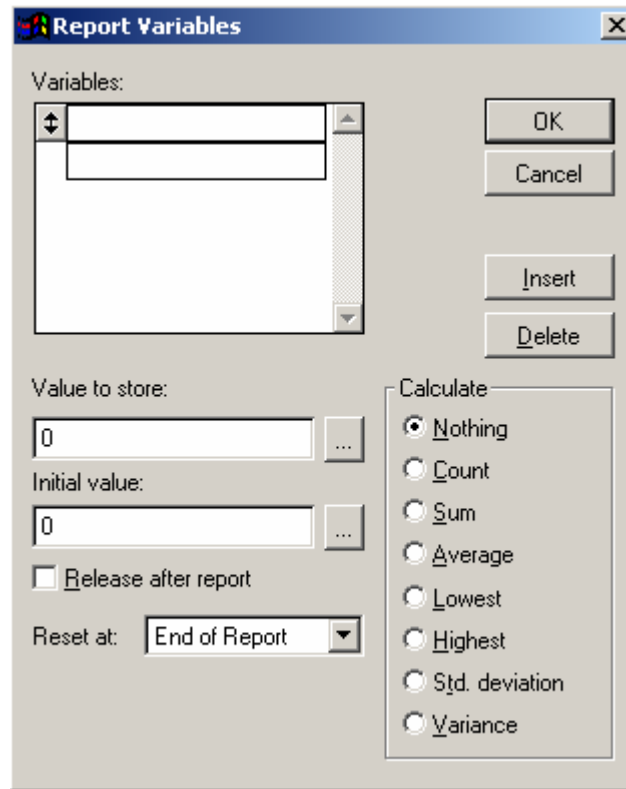 Report Variables
Variables:
OK
Cancel
Insert
Delete
Value to store:
0
...
Initial value:
0
...
Release after report
Reset at: End of Report
Calculate
Nothing
Count
Sum
Average
Lowest
Highest
Std. deviation
Variance